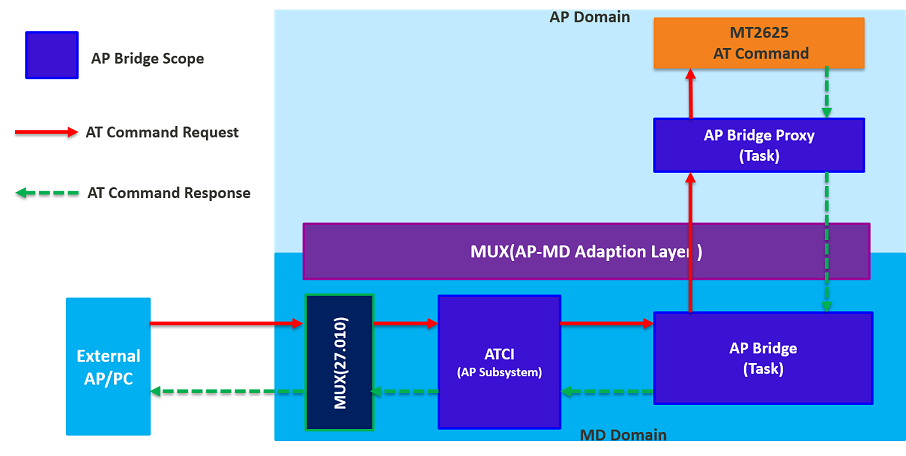 AP Domain
MT2625
AT Command
AP Bridge Scope
AT Command Request
AP Bridge Proxy
(Task)
AT Command Response
MUX(AP-MD Adaption Layer )
External
AP/PC
MUX(27.010)
ATCI
(AP Subsystem)
AP Bridge
(Task)
MD Domain